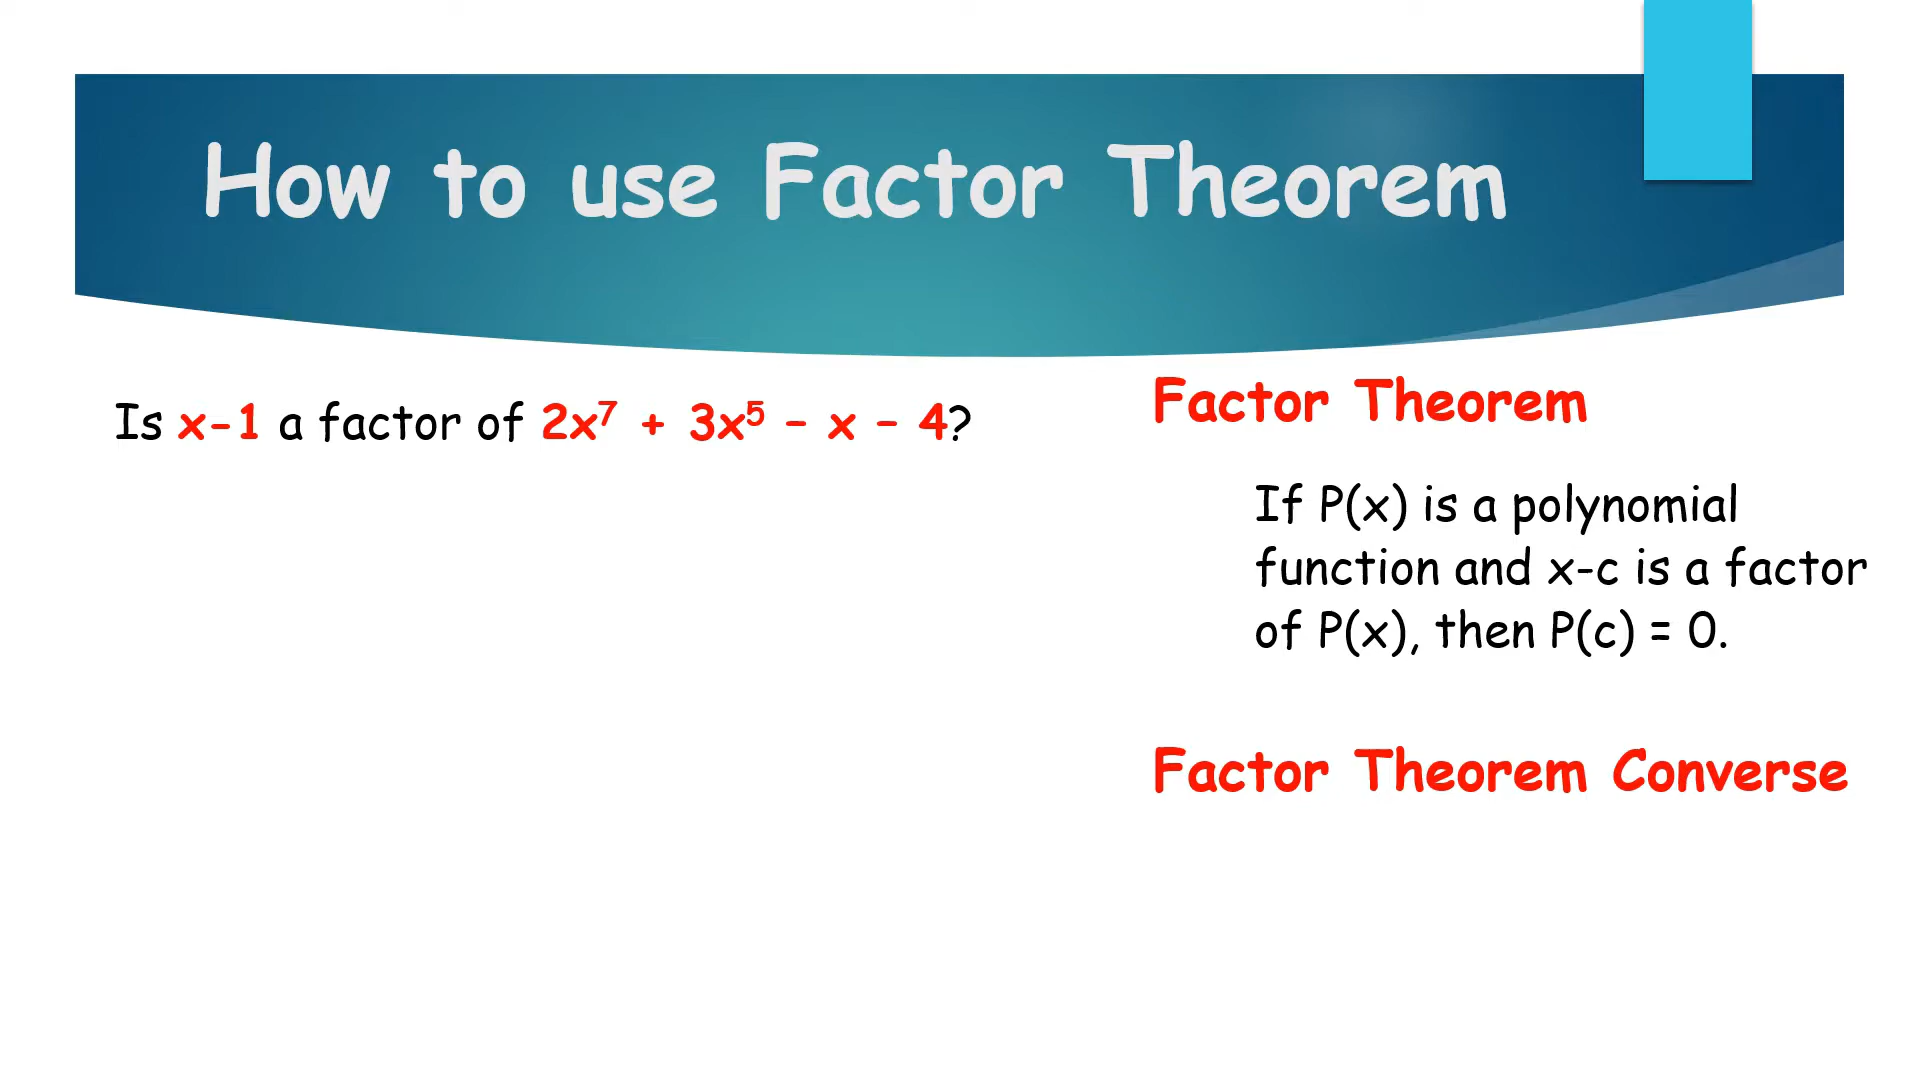 How to use Factor Theorem
Is x-1 a factor of 2x⁷ + 3x⁵ – x – 4?
Factor Theorem
If P(x) is a polynomial
function and x-c is a factor
of P(x), then P(c) = 0.
Factor Theorem Converse